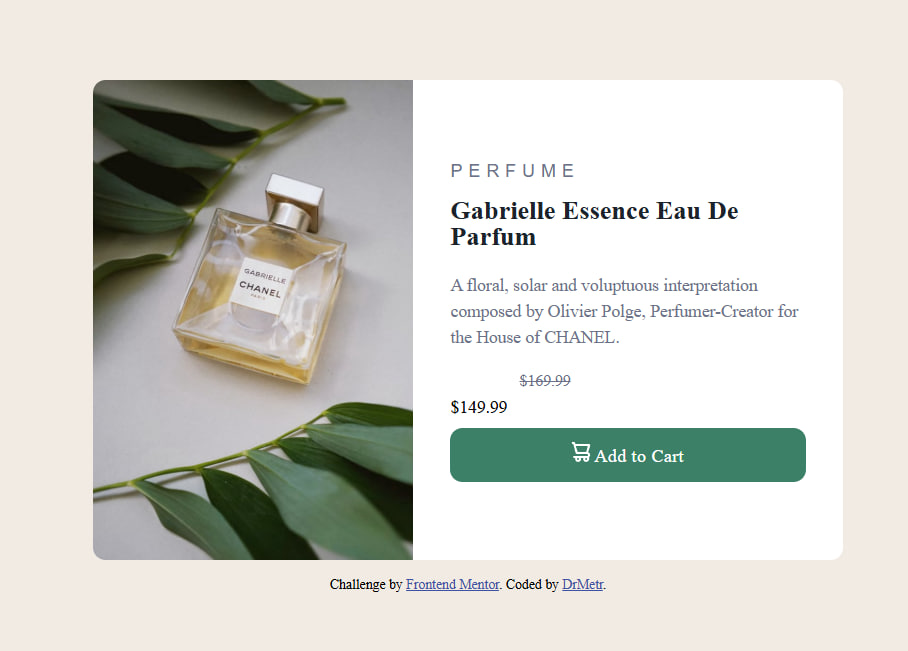 GABRIELLE
CHANEL
PARIS
PERFUME
Gabrielle Essence Eau De
Parfum
A floral, solar and voluptuous interpretation
composed by Olivier Polge, Perfumer-Creator for
the House of CHANEL.
$169.99
$149.99
Add to Cart
Challenge by Frontend Mentor. Coded by DrMetr.